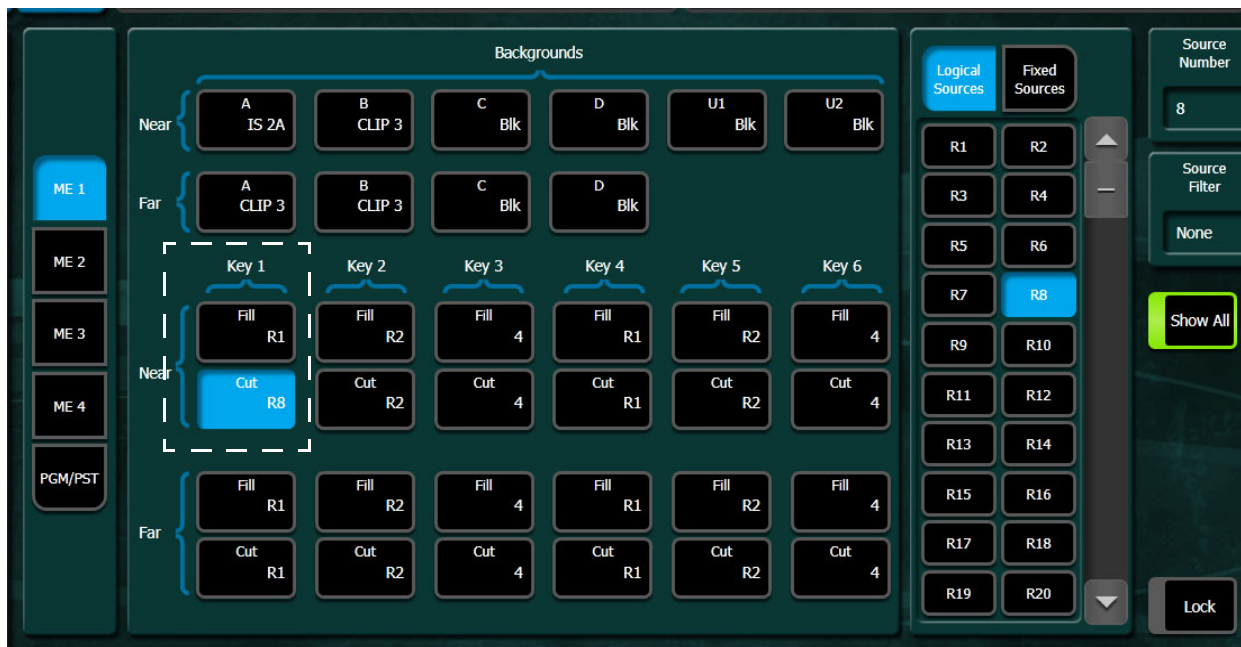 Backgrounds
Near
A
IS 2A
B
CLIP 3
C
Blk
D
Blk
U1
Blk
U2
Blk
Far
A
CLIP 3
B
CLIP 3
C
Blk
D
Blk
ME 1
ME 2
ME 3
ME 4
PGM/PST
Key 1
Key 2
Key 3
Key 4
Key 5
Key 6
Near
Fill
R1
Fill
R2
Fill
4
Fill
R1
Fill
R2
Fill
4
Cut
R8
Cut
R2
Cut
4
Cut
R1
Cut
R2
Cut
4
Far
Fill
R1
Fill
R2
Fill
4
Fill
R1
Fill
R2
Fill
4
Cut
R1
Cut
R2
Cut
4
Cut
R1
Cut
R2
Cut
4
Logical
Sources
Fixed
Sources
R1
R2
R3
R4
R5
R6
R7
R8
R9
R10
R11
R12
R13
R14
R15
R16
R17
R18
R19
R20
Source
Number
8
Source
Filter
None
Show All
Lock